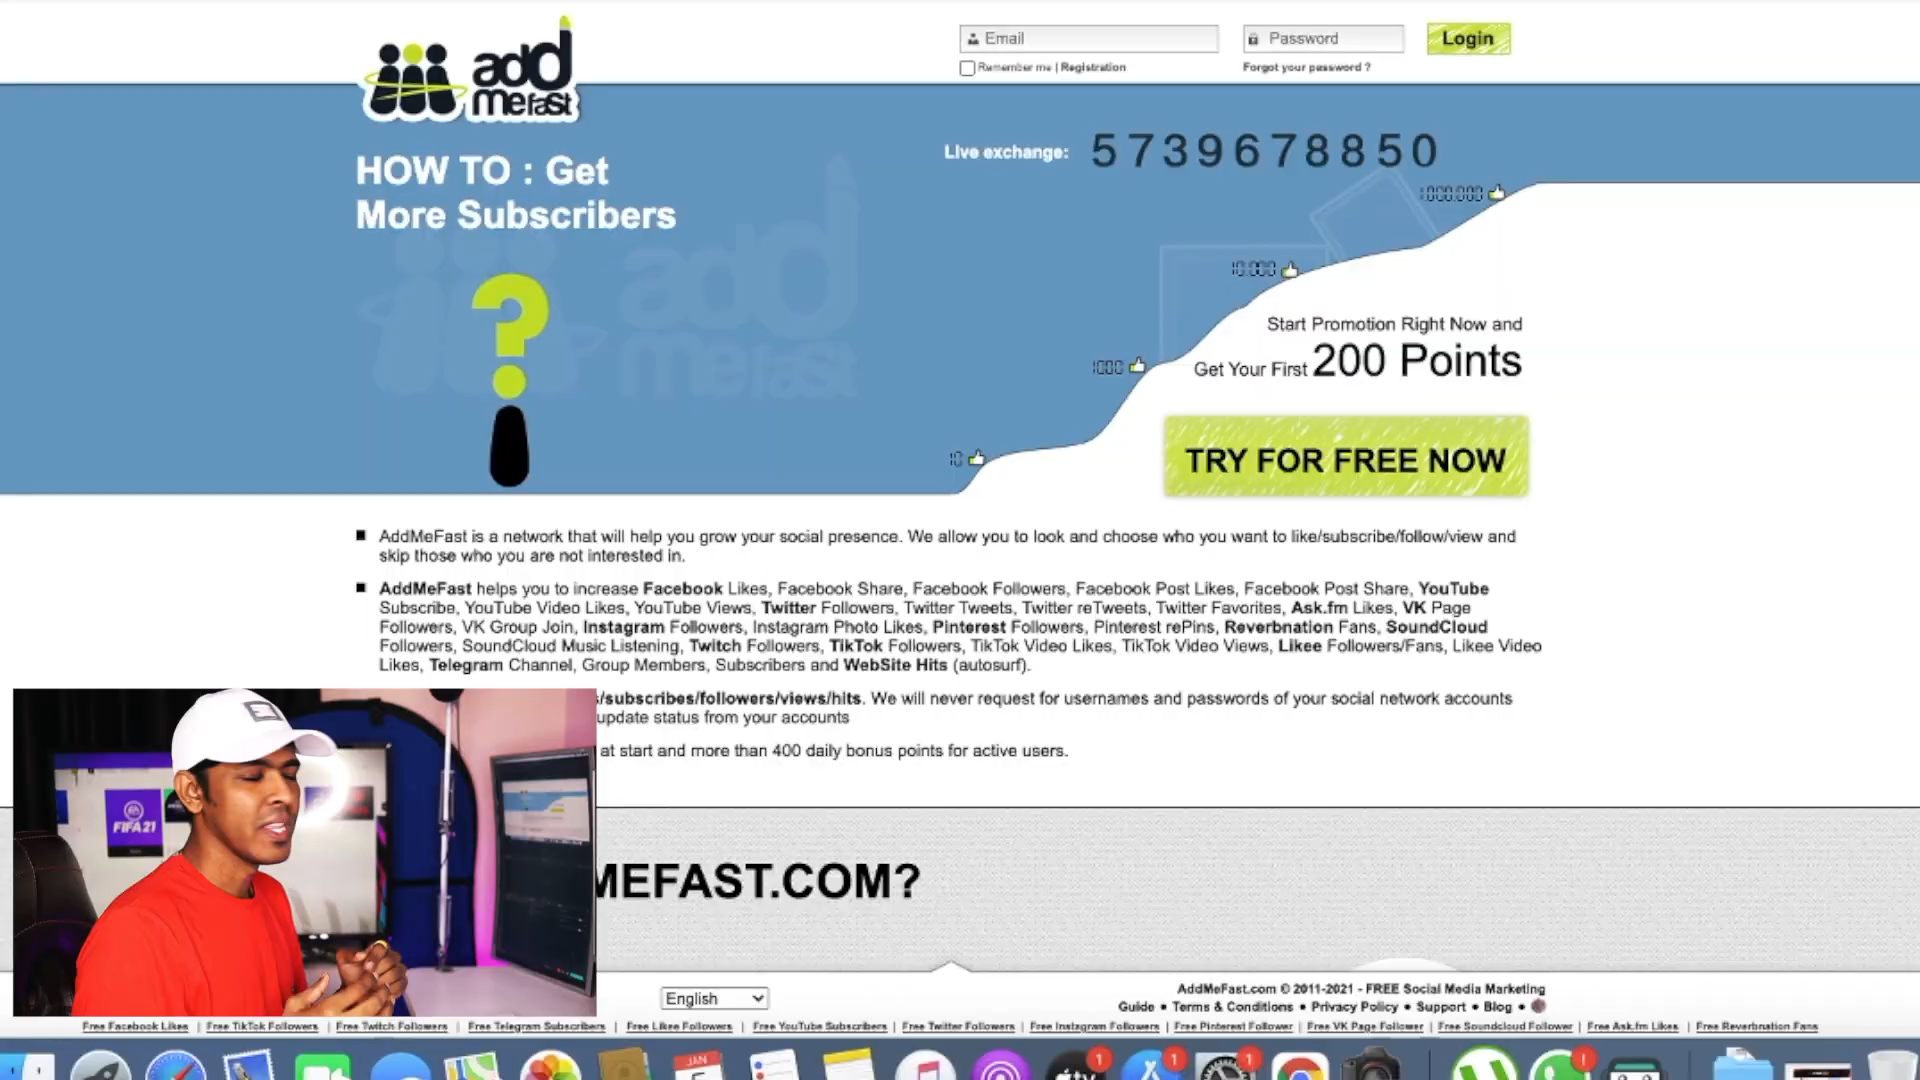 add
mefast
Email
Password
Login
Remember me | Registration
Forgot your password ?
Live exchange: 5739678850
HOW TO : Get
More Subscribers
?
1.000.000
10.000
1000
10
Start Promotion Right Now and
Get Your First 200 Points
TRY FOR FREE NOW
AddMeFast is a network that will help you grow your social presence. We allow you to look and choose who you want to like/subscribe/follow/view and
skip those who you are not interested in.
AddMeFast helps you to increase Facebook Likes, Facebook Share, Facebook Followers, Facebook Post Likes, Facebook Post Share, YouTube
Subscribe, YouTube Video Likes, YouTube Views, Twitter Followers, Twitter Tweets, Twitter reTweets, Twitter Favorites, Ask.fm Likes, VK Page
Followers, VK Group Join, Instagram Followers, Instagram Photo Likes, Pinterest Followers, Pinterest rePins, Reverbnation Fans, SoundCloud
Followers, SoundCloud Music Listening, Twitch Followers, TikTok Followers, TikTok Video Likes, TikTok Video Views, Likee Followers/Fans, Likee Video
Likes, Telegram Channel, Group Members, Subscribers and WebSite Hits (autosurf).
s/subscribes/followers/views/hits. We will never request for usernames and passwords of your social network accounts
update status from your accounts
at start and more than 400 daily bonus points for active users.
FIFA 21
MEFAST.COM?
English
AddMeFast.com © 2011-2021 - FREE Social Media Marketing
Guide • Terms & Conditions • Privacy Policy • Support • Blog •
Free Facebook Likes | Free TikTok Followers | Free Twitch Followers | Free Telegram Subscribers | Free Likee Followers | Free YouTube Subscribers | Free Twitter Followers | Free Instagram Followers | Free Pinterest Follower | Free VK Page Follower | Free Soundcloud Follower | Free Ask.fm Likes | Free Reverbnation Fans
JAN
1
1
1
!